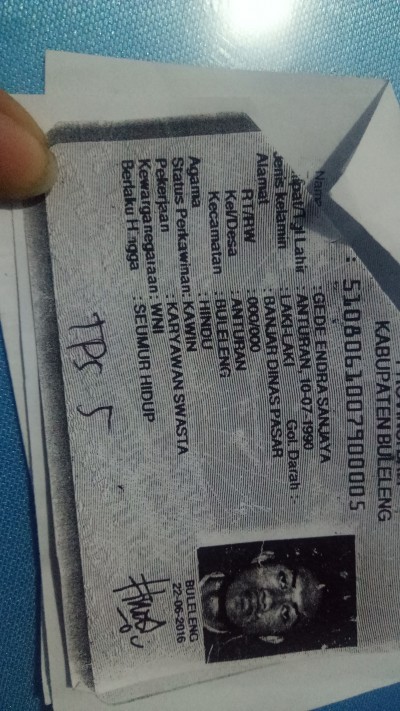 KABUPATEN BULELENG
: 5108061007900005
Nama : GEDE ENDRA SANJAYA
pat/Tgl Lahir : ANTURAN, 10-07-1990
Jenis kelamin : LAKI-LAKI Gol. Darah : -
Alamat : BANJAR DINAS PASAR
RT/RW : 000/000
Kel/Desa : ANTURAN
Kecamatan : BULELENG
Agama : HINDU
Status Perkawinan: KAWIN
Pekerjaan : KARYAWAN SWASTA
Kewarganegaraan: WNI
Berlaku Hingga : SEUMUR HIDUP
BULELENG
22-06-2016
TPS 5